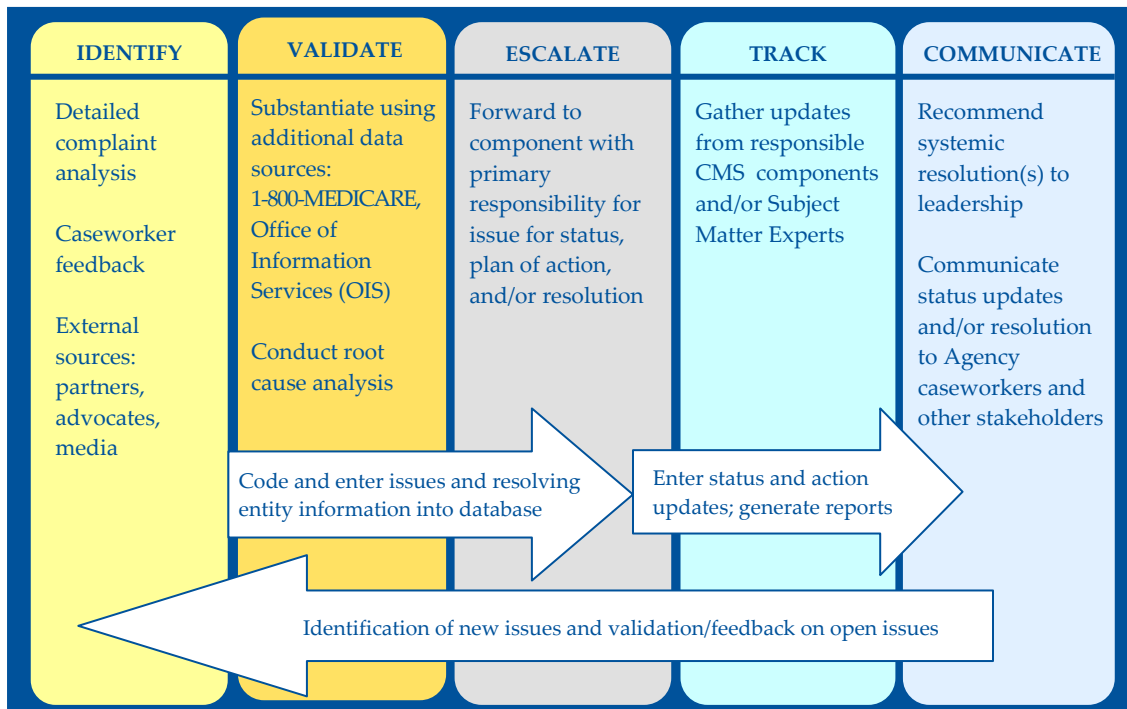 IDENTIFY
Detailed
complaint
analysis
Caseworker
feedback
External
sources:
partners,
advocates,
media
VALIDATE
Substantiate using
additional data
sources:
1-800-MEDICARE,
Office of
Information
Services (OIS)
Conduct root
cause analysis
ESCALATE
Forward to
component with
primary
responsibility for
issue for status,
plan of action,
and/or resolution
TRACK
Gather updates
from responsible
CMS components
and/or Subject
Matter Experts
COMMUNICATE
Recommend
systemic
resolution(s) to
leadership
Communicate
status updates
and/or resolution
to Agency
caseworkers and
other stakeholders
Code and enter issues and resolving
entity information into database
Enter status and action
updates; generate reports
Identification of new issues and validation/feedback on open issues